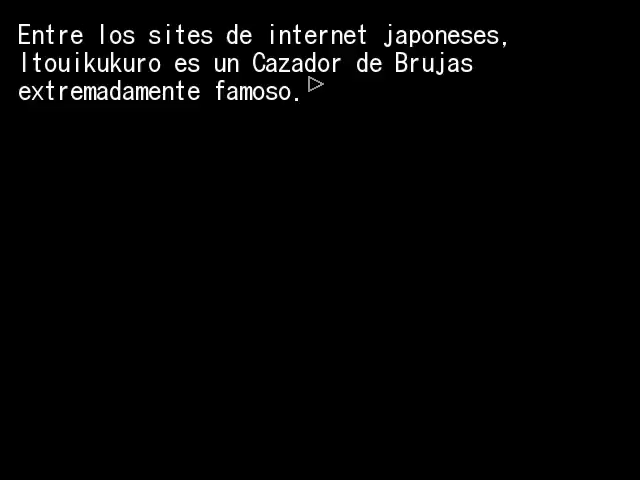 Entre los sites de internet japoneses,
Itouikukuro es un Cazador de Brujas
extremadamente famoso.